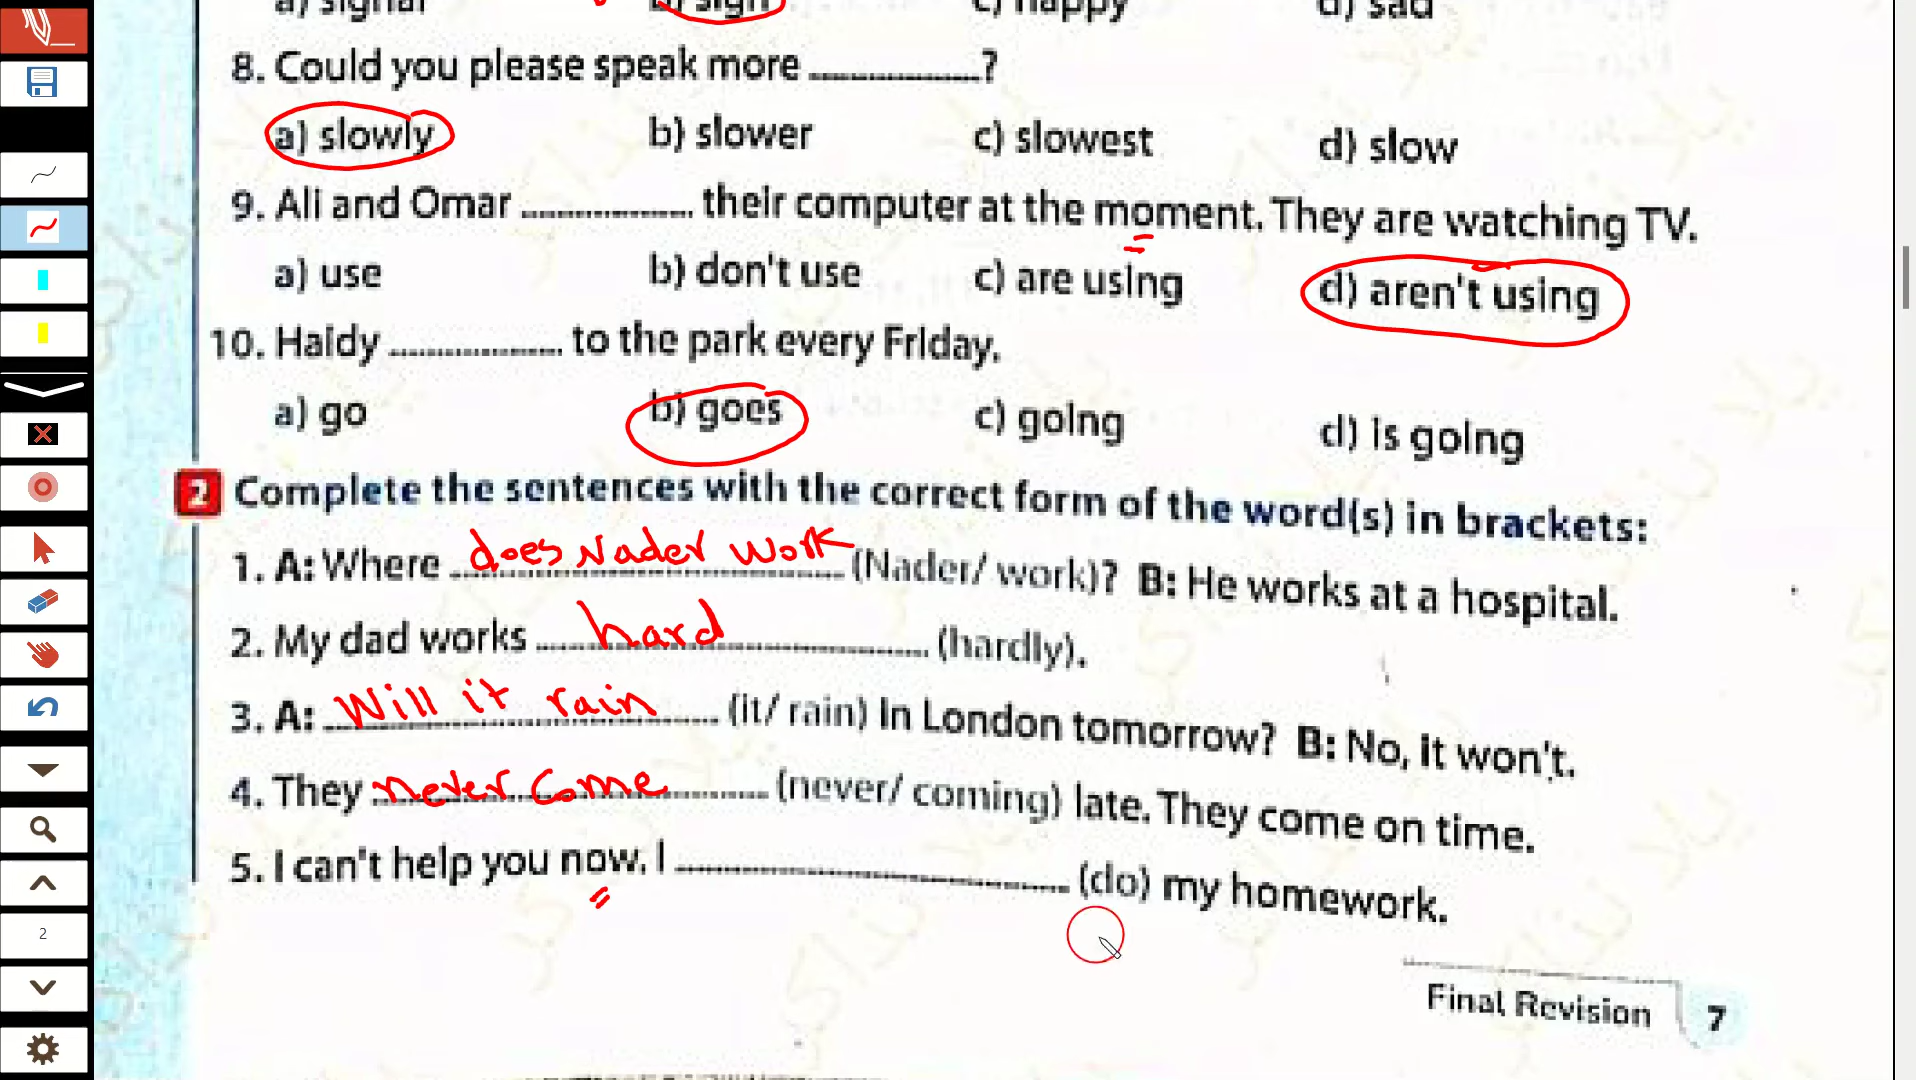 a) signal b) sign c) happy d) sad
8. Could you please speak more ..................?
a) slowly b) slower c) slowest d) slow
9. Ali and Omar .................. their computer at the moment. They are watching TV.
a) use b) don't use c) are using d) aren't using
10. Haidy .................. to the park every Friday.
a) go b) goes c) going d) is going
2 Complete the sentences with the correct form of the word(s) in brackets:
1. A: Where does Nader work (Nader/ work)? B: He works at a hospital.
2. My dad works hard (hardly).
3. A: Will it rain (it/ rain) In London tomorrow? B: No, it won't.
4. They never come (never/ coming) late. They come on time.
5. I can't help you now. I .................. (do) my homework.
Final Revision 7
2